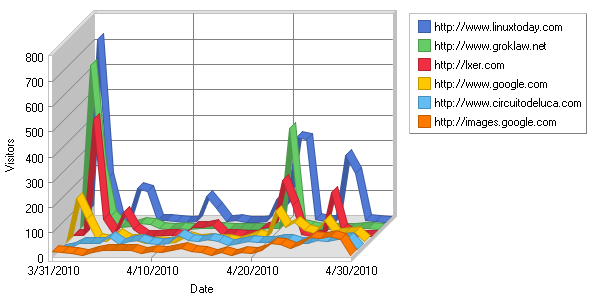 800
700
600
500
400
300
200
100
0
Visitors
3/31/2010 4/10/2010 4/20/2010 4/30/2010
Date
http://www.linuxtoday.com
http://www.groklaw.net
http://lxer.com
http://www.google.com
http://www.circuitodeluca.com
http://images.google.com